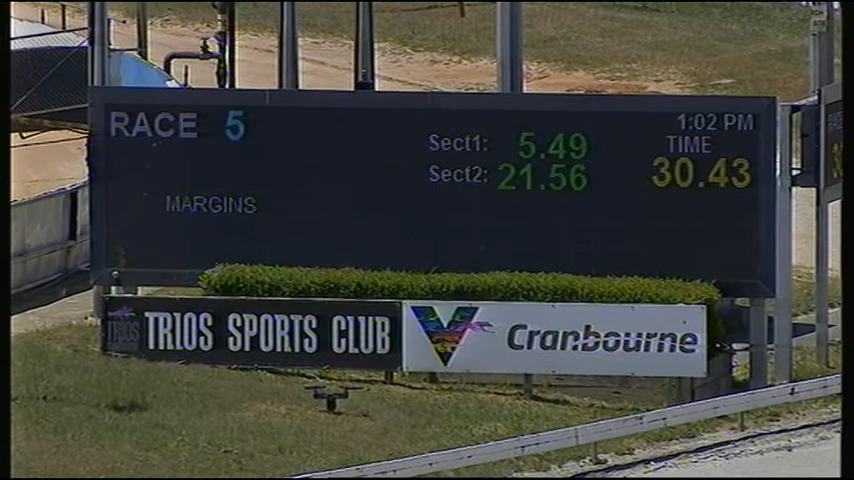 RACE 5
1:02 PM
Sect1: 5.49
TIME
Sect2: 21.56
30.43
MARGINS
TRIOS
TRIOS SPORTS CLUB
Cranbourne